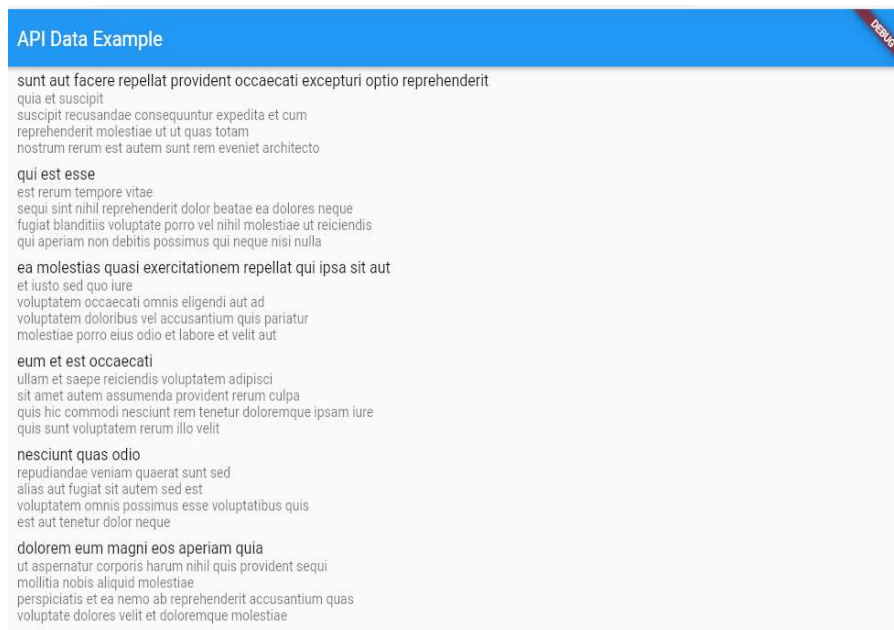 API Data Example
DEBUG
sunt aut facere repellat provident occaecati excepturi optio reprehenderit
quia et suscipit
suscipit recusandae consequuntur expedita et cum
reprehenderit molestiae ut ut quas totam
nostrum rerum est autem sunt rem eveniet architecto
qui est esse
est rerum tempore vitae
sequi sint nihil reprehenderit dolor beatae ea dolores neque
fugiat blanditiis voluptate porro vel nihil molestiae ut reiciendis
qui aperiam non debitis possimus qui neque nisi nulla
ea molestias quasi exercitationem repellat qui ipsa sit aut
et iusto sed quo iure
voluptatem occaecati omnis eligendi aut ad
voluptatem doloribus vel accusantium quis pariatur
molestiae porro eius odio et labore et velit aut
eum et est occaecati
ullam et saepe reiciendis voluptatem adipisci
sit amet autem assumenda provident rerum culpa
quis hic commodi nesciunt rem tenetur doloremque ipsam iure
quis sunt voluptatem rerum illo velit
nesciunt quas odio
repudiandae veniam quaerat sunt sed
alias aut fugiat sit autem sed est
voluptatem omnis possimus esse voluptatibus quis
est aut tenetur dolor neque
dolorem eum magni eos aperiam quia
ut aspernatur corporis harum nihil quis provident sequi
mollitia nobis aliquid molestiae
perspiciatis et ea nemo ab reprehenderit accusantium quas
voluptate dolores velit et doloremque molestiae